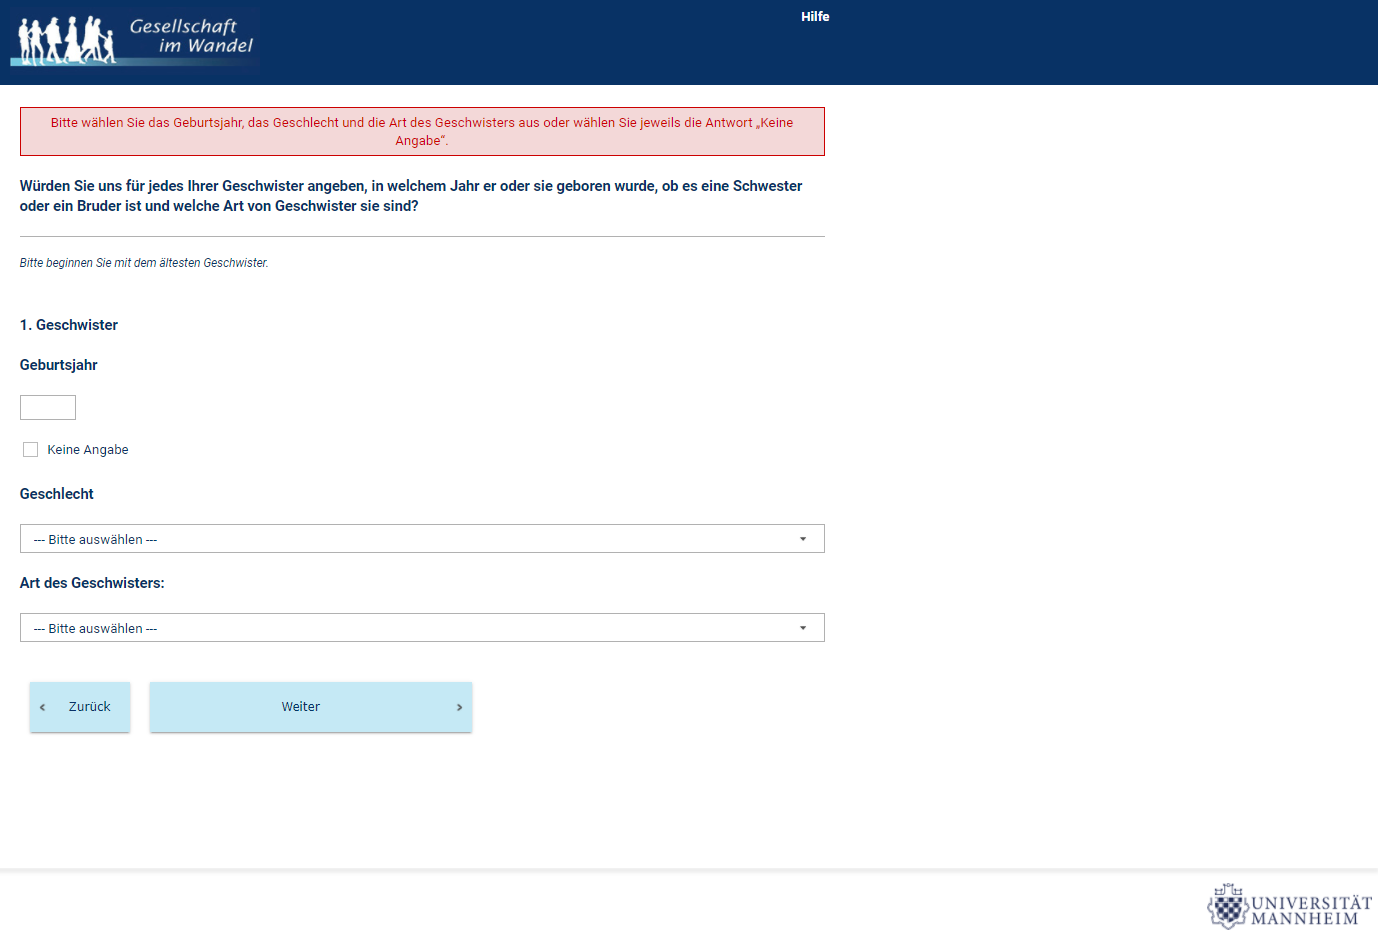 Gesellschaft
im Wandel
Hilfe
Bitte wählen Sie das Geburtsjahr, das Geschlecht und die Art des Geschwisters aus oder wählen Sie jeweils die Antwort „Keine
Angabe“.
Würden Sie uns für jedes Ihrer Geschwister angeben, in welchem Jahr er oder sie geboren wurde, ob es eine Schwester
oder ein Bruder ist und welche Art von Geschwister sie sind?
Bitte beginnen Sie mit dem ältesten Geschwister.
1. Geschwister
Geburtsjahr
Keine Angabe
Geschlecht
--- Bitte auswählen ---
Art des Geschwisters:
--- Bitte auswählen ---
Zurück
Weiter
UNIVERSITÄT
MANNHEIM